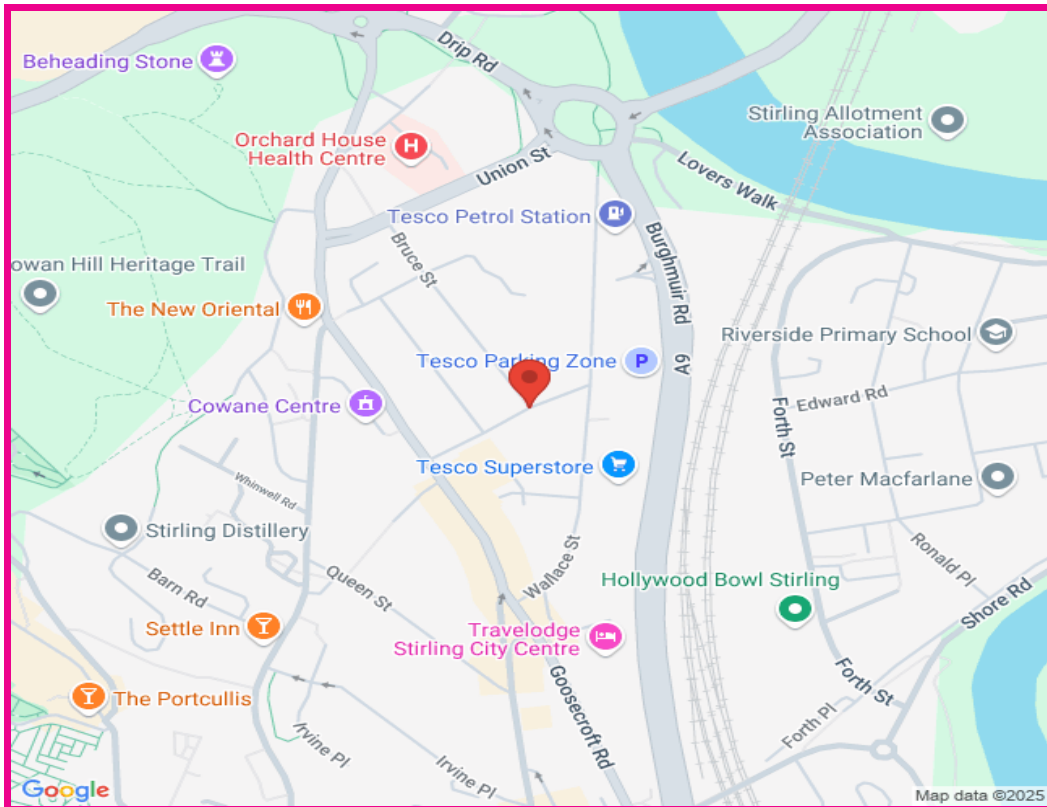 Drip Rd
Beheading Stone
Stirling Allotment
Association
Orchard House
Health Centre
Union St
Lovers Walk
Tesco Petrol Station
Bruce St
Burghmuir Rd
owan Hill Heritage Trail
The New Oriental
Riverside Primary School
Tesco Parking Zone
P
A9
Edward Rd
Cowane Centre
Forth St
Tesco Superstore
Peter Macfarlane
Whinwell Rd
Stirling Distillery
Ronald Pl
Wallace St
Barn Rd
Queen St
Hollywood Bowl Stirling
Shore Rd
Settle Inn
Travelodge
Stirling City Centre
Forth St
The Portcullis
Goosecroft Rd
Forth Pl
Irvine Pl
Irvine Pl
Google
Map data ©2025
H